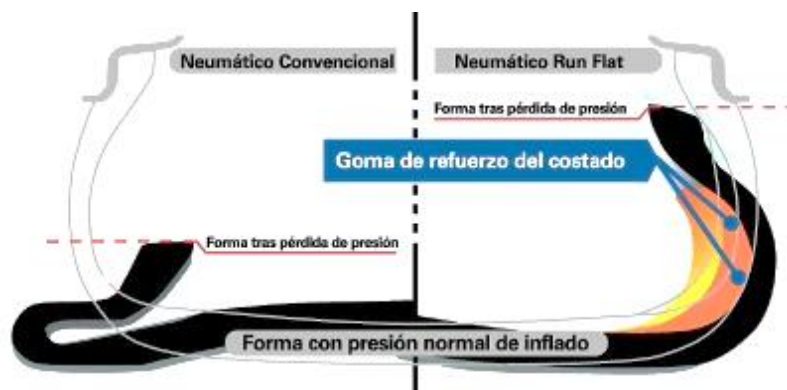 Neumático Convencional
Neumático Run Flat
Forma tras pérdida de presión
Goma de refuerzo del costado
Forma tras pérdida de presión
Forma con presión normal de inflado